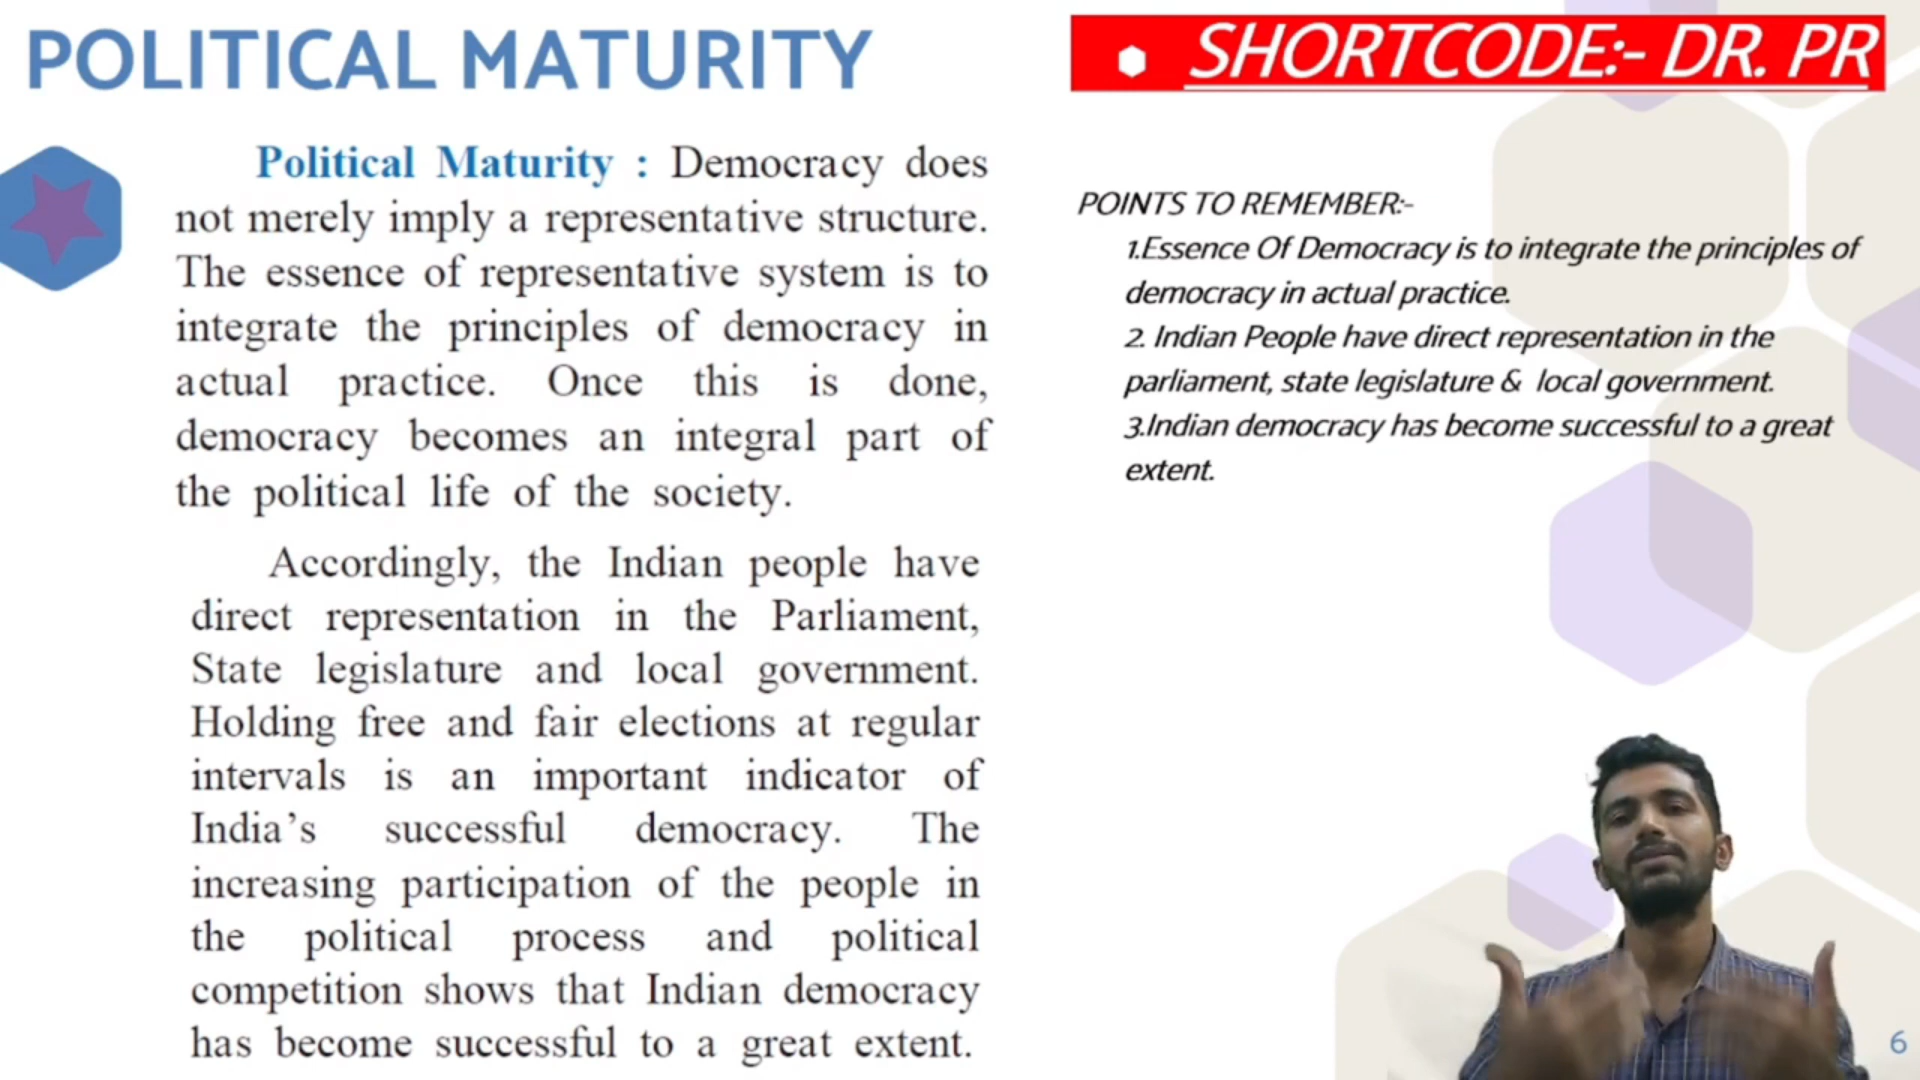 POLITICAL MATURITY
Political Maturity : Democracy does
not merely imply a representative structure.
The essence of representative system is to
integrate the principles of democracy in
actual practice. Once this is done,
democracy becomes an integral part of
the political life of the society.
Accordingly, the Indian people have
direct representation in the Parliament,
State legislature and local government.
Holding free and fair elections at regular
intervals is an important indicator of
India’s successful democracy. The
increasing participation of the people in
the political process and political
competition shows that Indian democracy
has become successful to a great extent.
SHORTCODE:- DR. PR
POINTS TO REMEMBER:-
1.Essence Of Democracy is to integrate the principles of
democracy in actual practice.
2. Indian People have direct representation in the
parliament, state legislature & local government.
3.Indian democracy has become successful to a great
extent.
6